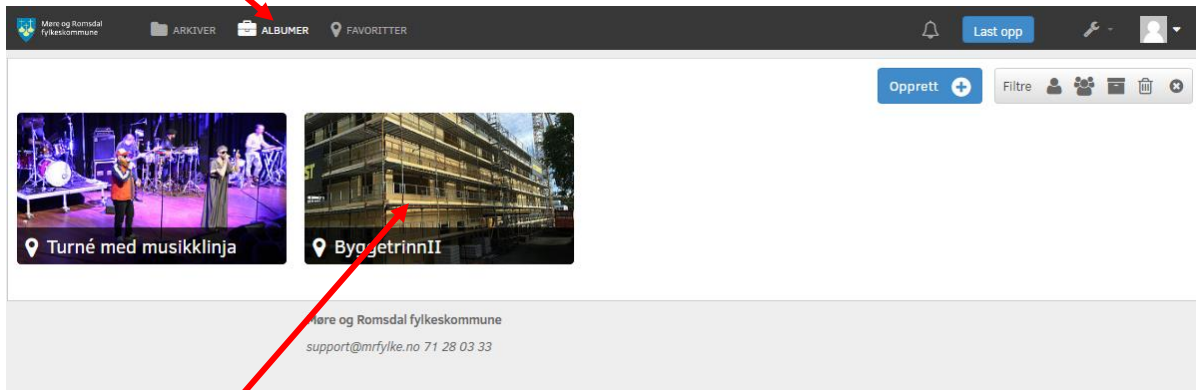 Møre og Romsdal
fylkeskommune
ARKIVER
ALBUMER
FAVORITTER
Last opp
Opprett
Filtre
Turné med musikklinja
ByggetrinnII
Møre og Romsdal fylkeskommune
support@mrfylke.no 71 28 03 33